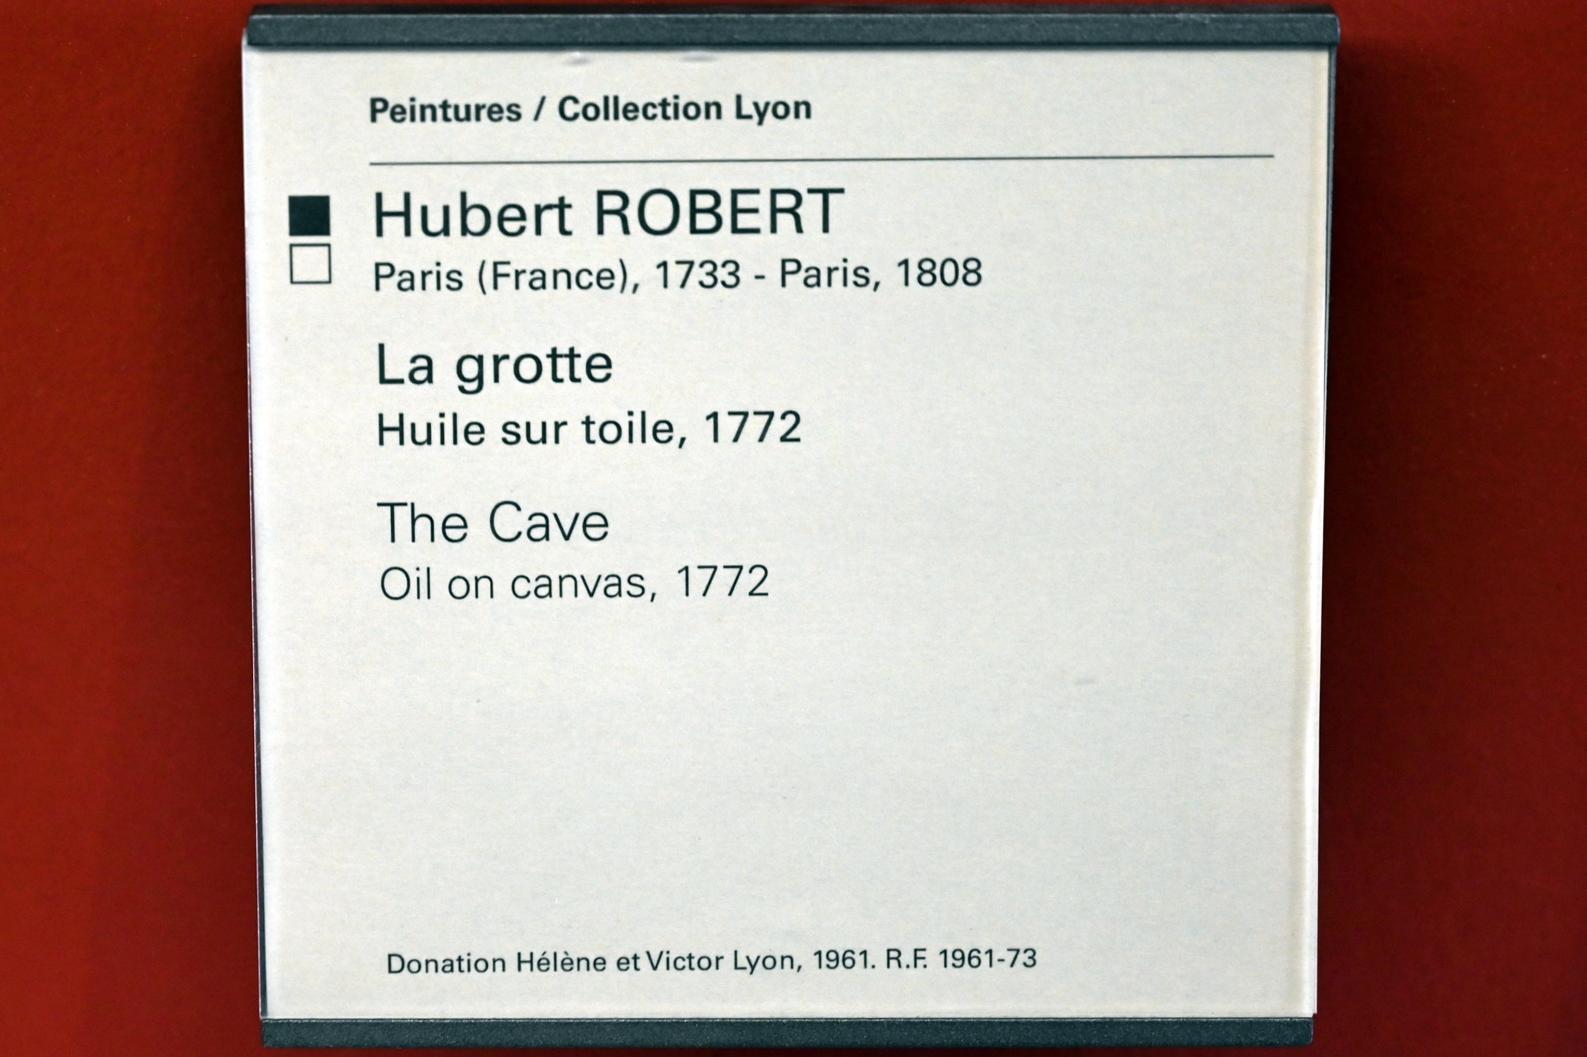 Peintures / Collection Lyon
Hubert ROBERT
Paris (France), 1733 - Paris, 1808
La grotte
Huile sur toile, 1772
The Cave
Oil on canvas, 1772
Donation Hélène et Victor Lyon, 1961. R.F. 1961-73